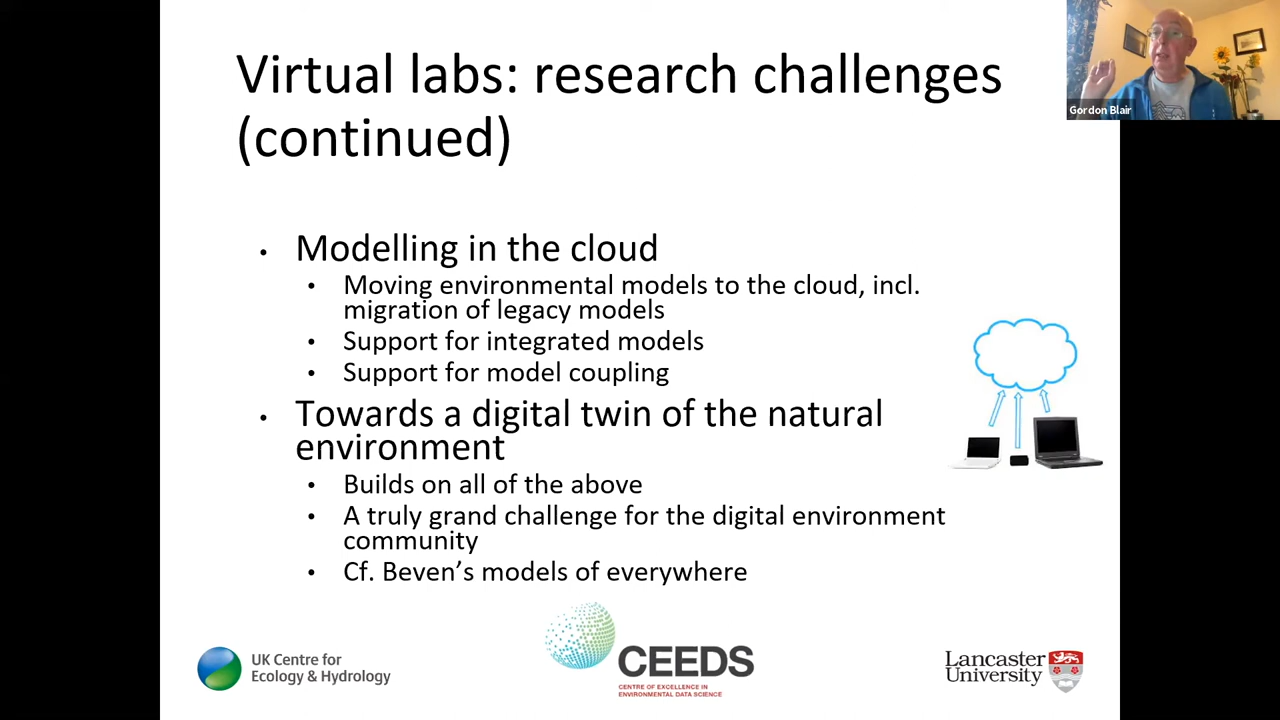 Virtual labs: research challenges
(continued)
Gordon Blair
• Modelling in the cloud
• Moving environmental models to the cloud, incl.
migration of legacy models
• Support for integrated models
• Support for model coupling
• Towards a digital twin of the natural
environment
• Builds on all of the above
• A truly grand challenge for the digital environment
community
• Cf. Beven’s models of everywhere
UK Centre for
Ecology & Hydrology
CEEDS
CENTRE OF EXCELLENCE IN
ENVIRONMENTAL DATA SCIENCE
Lancaster
University